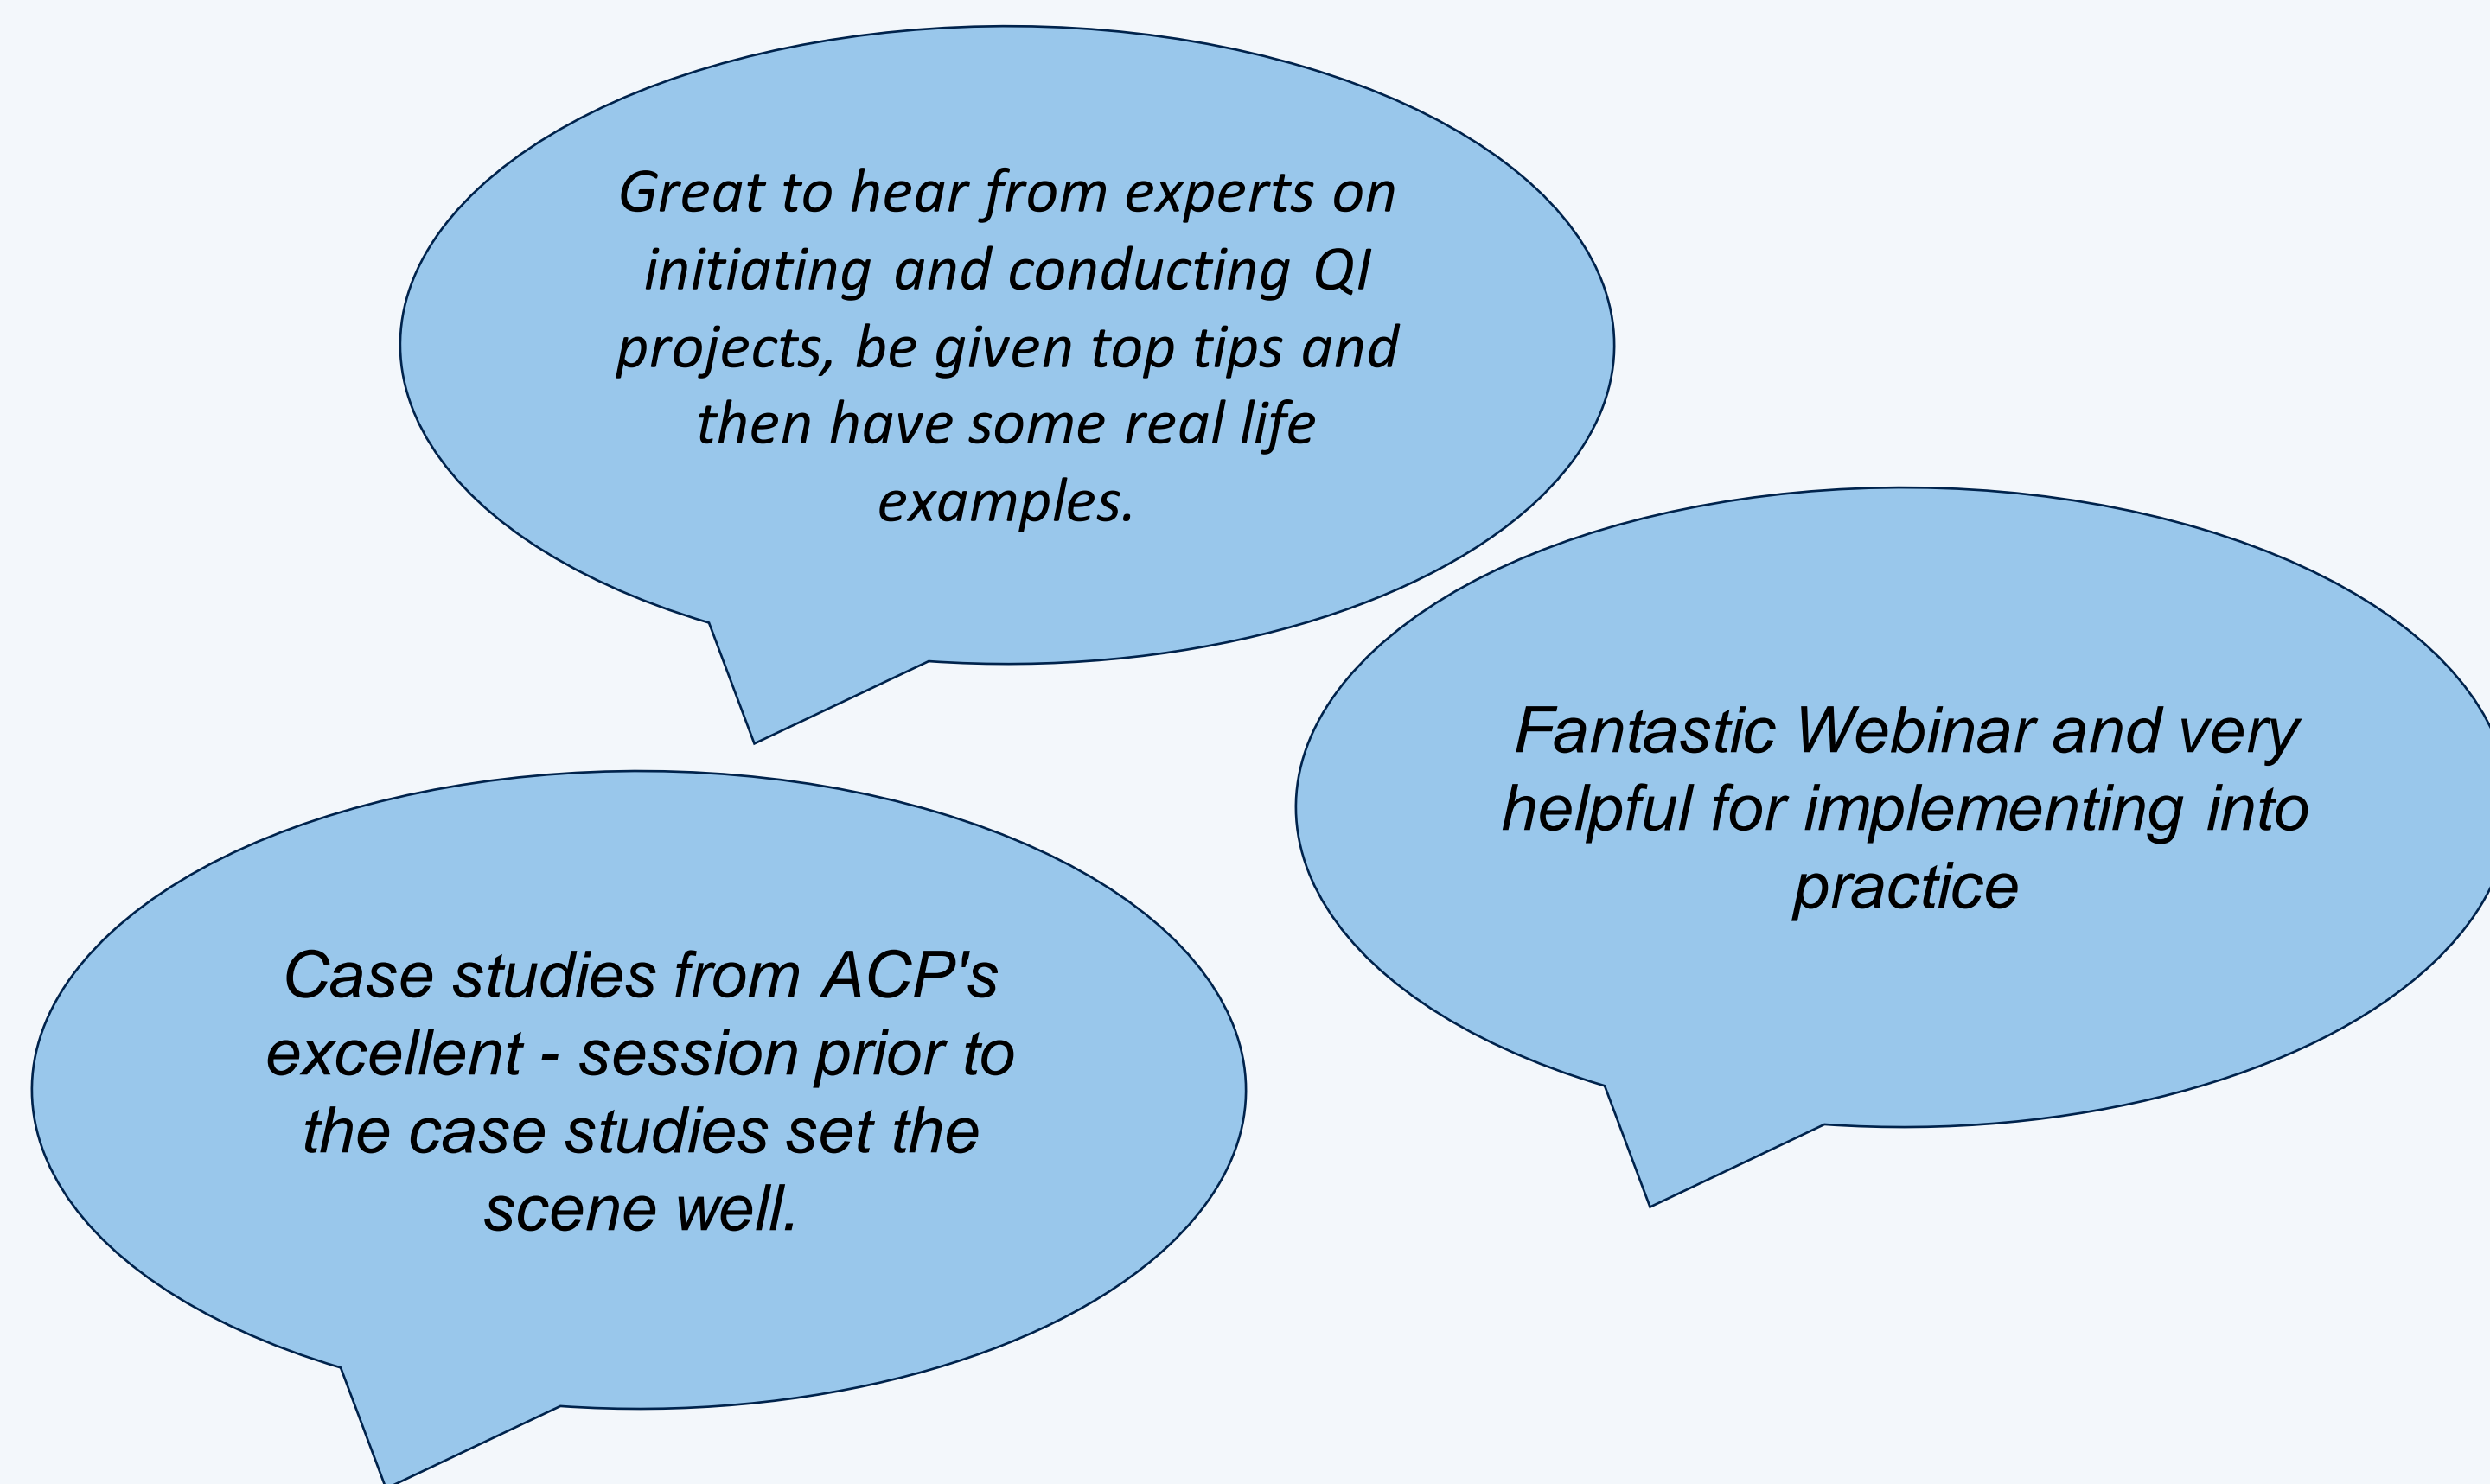 Great to hear from experts on
initiating and conducting QI
projects, be given top tips and
then have some real life
examples.
Fantastic Webinar and very
helpful for implementing into
practice
Case studies from ACP's
excellent - session prior to
the case studies set the
scene well.